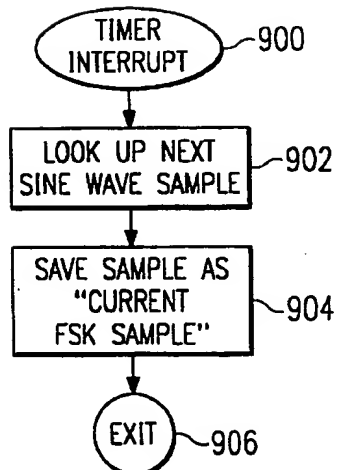 TIMER
INTERRUPT
900
LOOK UP NEXT
SINE WAVE SAMPLE
902
SAVE SAMPLE AS
"CURRENT
FSK SAMPLE"
904
EXIT
906